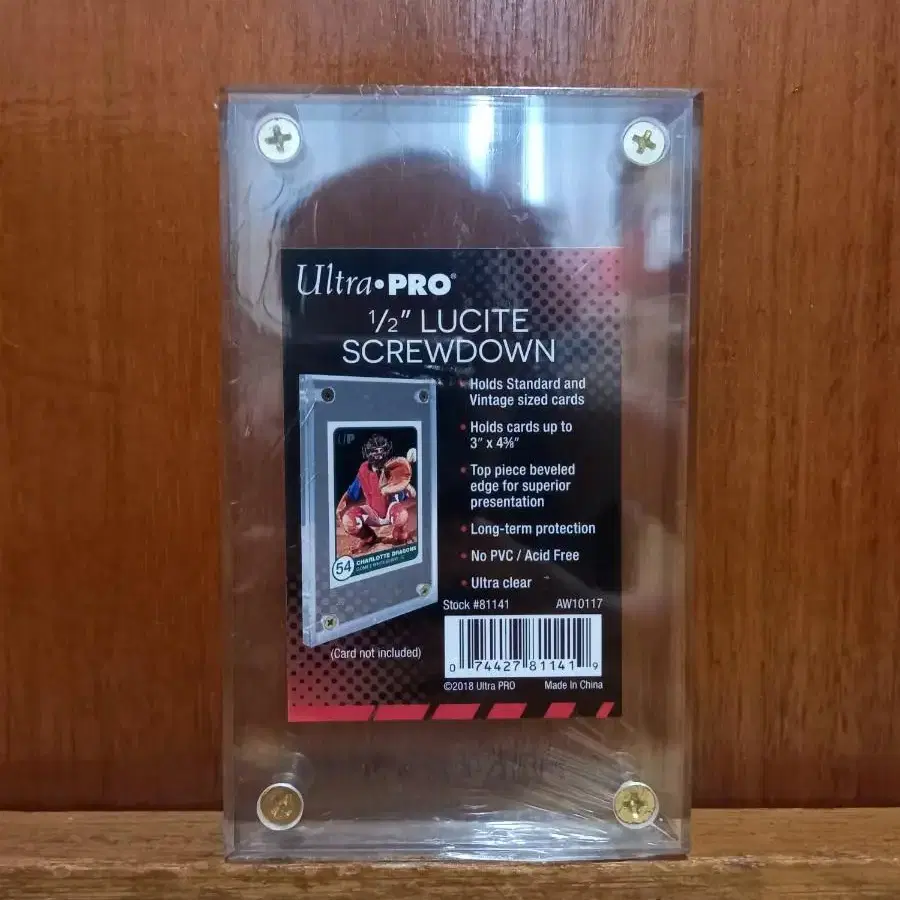 Ultra•PRO®
1/2" LUCITE
SCREWDOWN
• Holds Standard and
Vintage sized cards
• Holds cards up to
3" x 4⅜"
• Top piece beveled
edge for superior
presentation
• Long-term protection
• No PVC / Acid Free
• Ultra clear
UP
54
CHARLOTTE DRAGONS
(Card not included)
Stock #81141
AW10117
0 74427 81141 9
©2018 Ultra PRO
Made In China